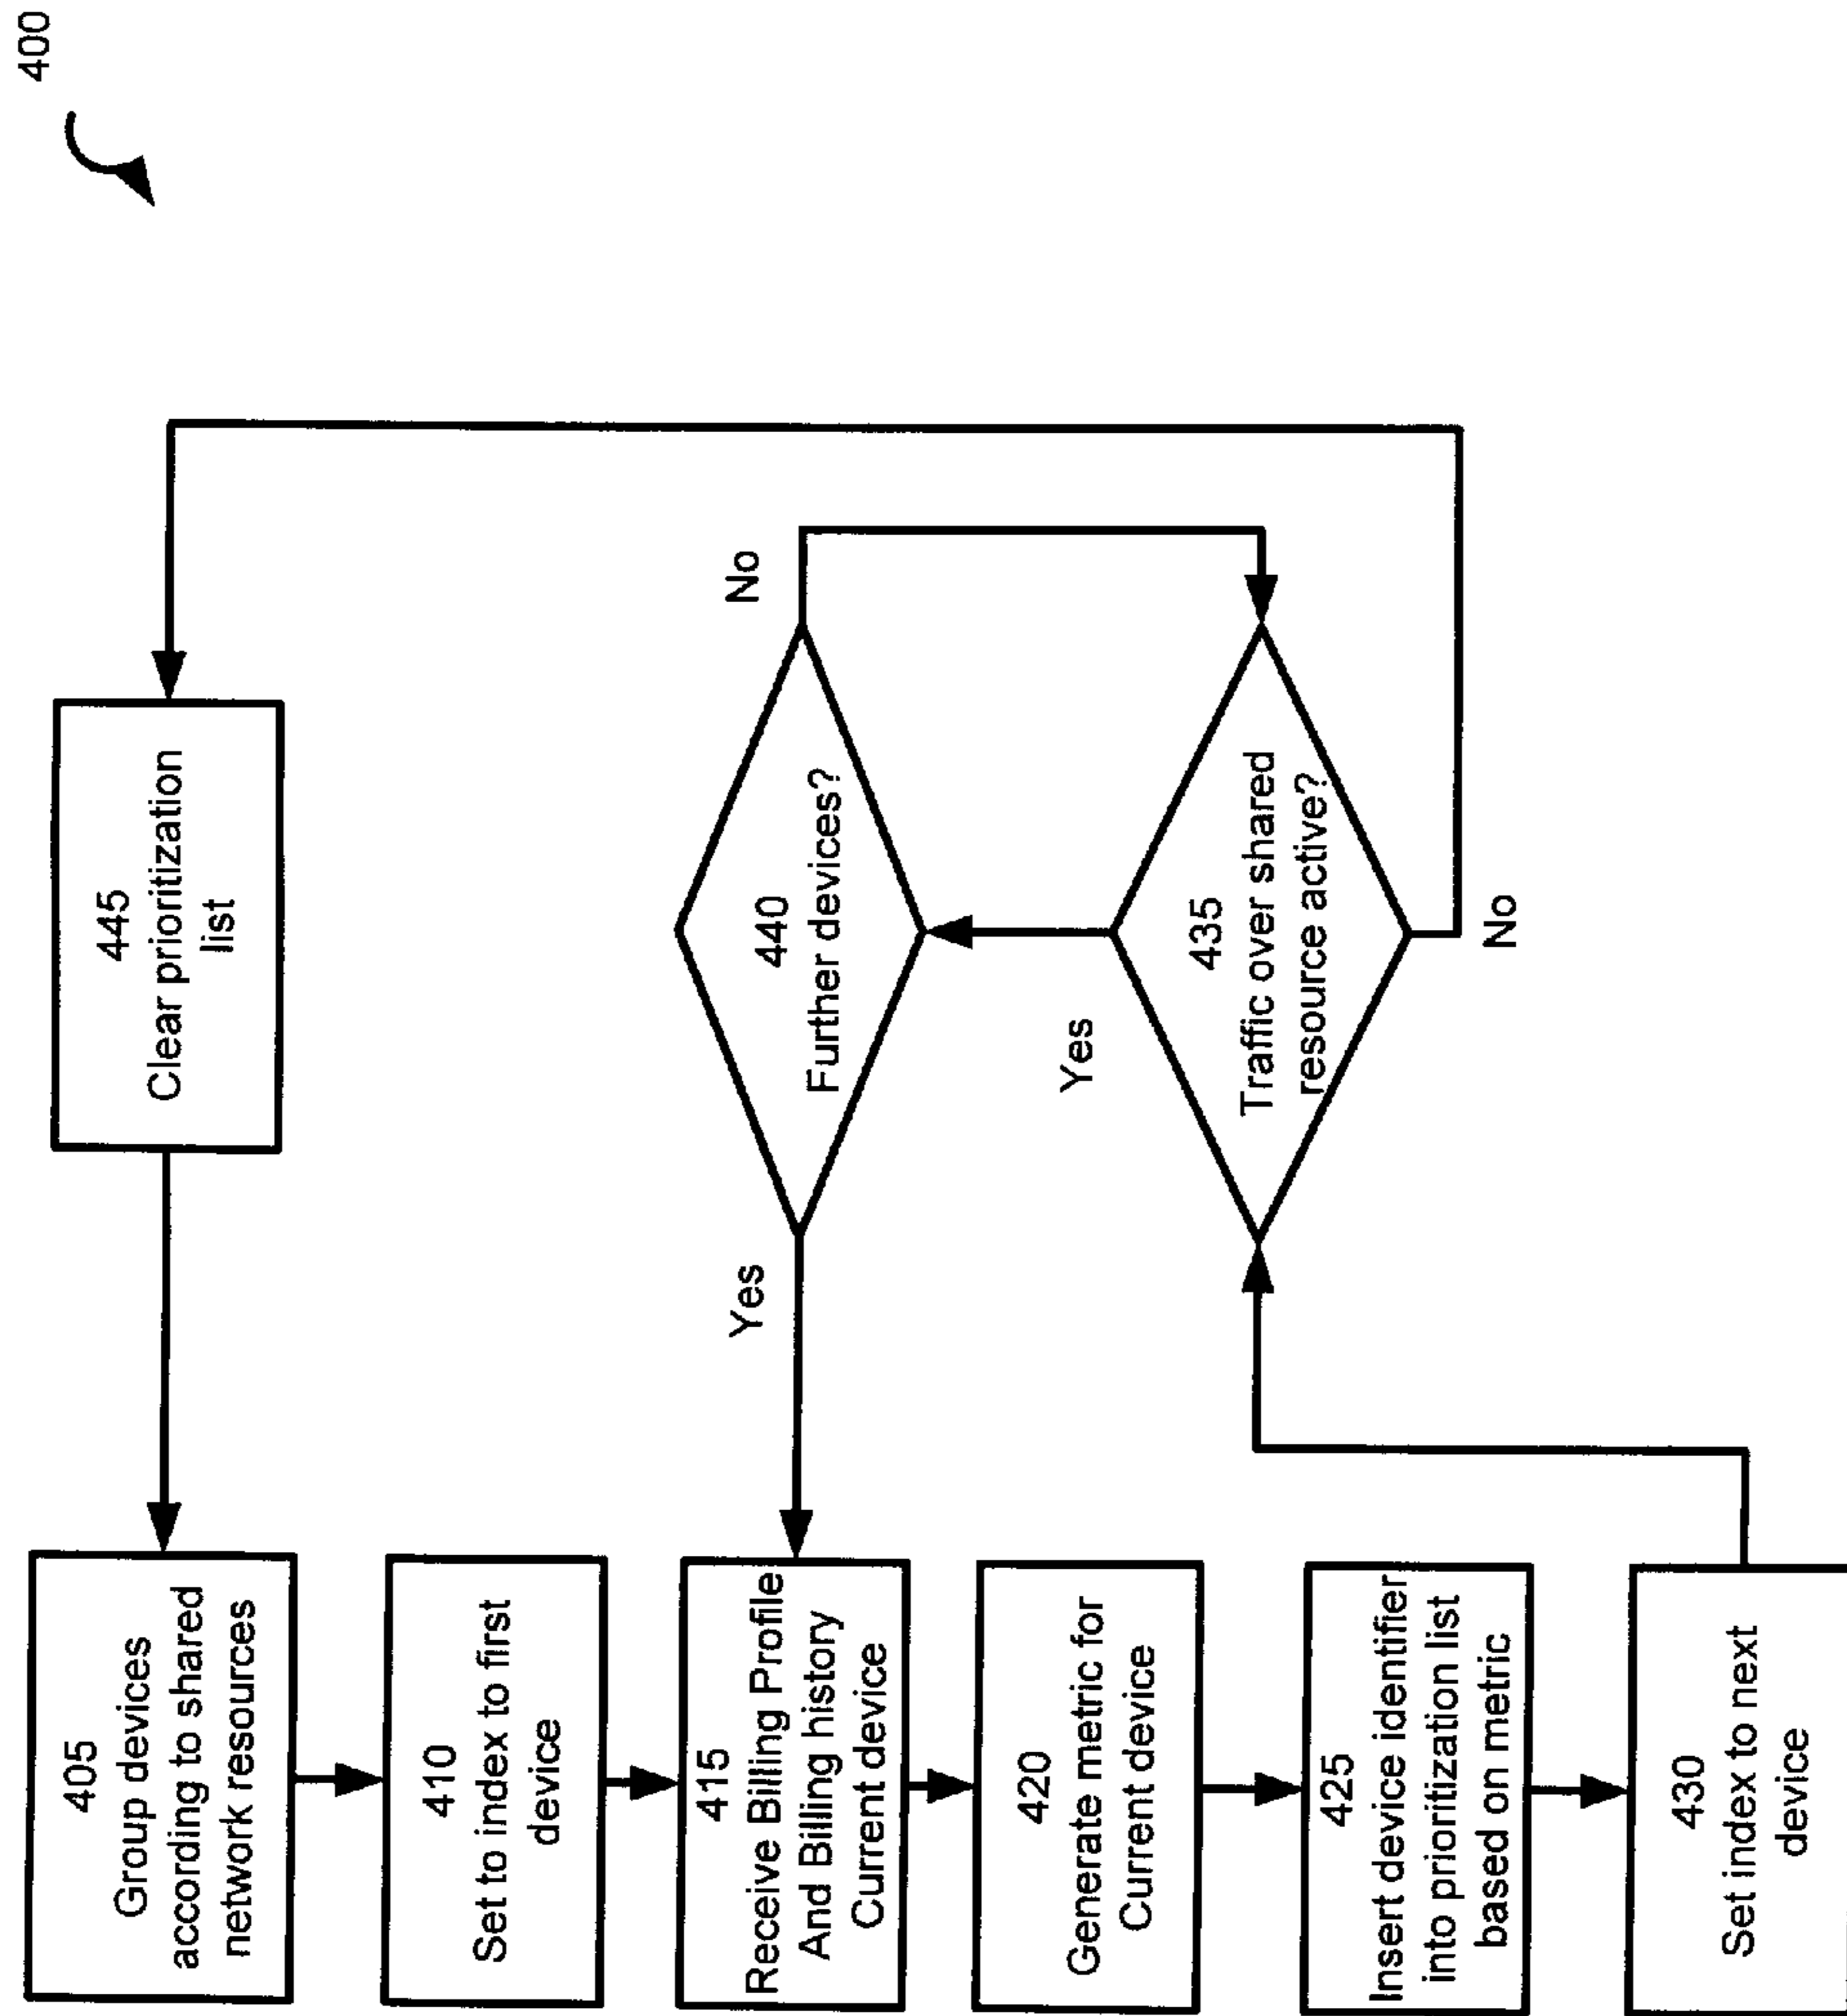 400
405
Group devices
according to shared
network resources
410
Set to index to first
device
415
Receive Billing Profile
And Billing history
Current device
420
Generate metric for
Current device
425
Insert device identifier
into prioritization list
based on metric
430
Set index to next
device
435
Traffic over shared
resource active?
Yes
No
440
Further devices?
Yes
No
445
Clear prioritization
list